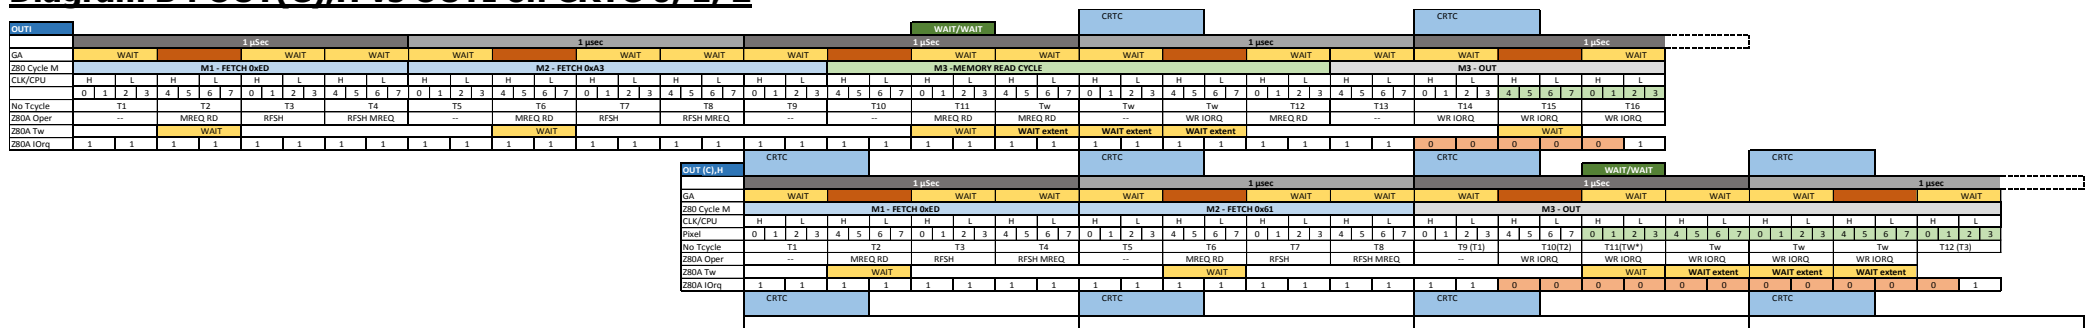 Diagram B : OUT(C),R vs OUTI on CRTC 0, 1, 2
CRTC CRTC
OUTI WAIT/WAIT
1 µSec 1 µsec 1 µSec 1 µsec 1 µSec
GA WAIT WAIT WAIT WAIT WAIT WAIT WAIT WAIT WAIT WAIT WAIT WAIT WAIT WAIT
Z80 Cycle M M1 - FETCH 0xED M2 - FETCH 0xA3 M3 -MEMORY READ CYCLE M3 - OUT
CLK/CPU H L H L H L H L H L H L H L H L H L H L H L H L H L H L H L H L H L H L H L
0 1 2 3 4 5 6 7 0 1 2 3 4 5 6 7 0 1 2 3 4 5 6 7 0 1 2 3 4 5 6 7 0 1 2 3 4 5 6 7 0 1 2 3 4 5 6 7 0 1 2 3 4 5 6 7 0 1 2 3 4 5 6 7 0 1 2 3 4 5 6 7 0 1 2 3
No Tcycle T1 T2 T3 T4 T5 T6 T7 T8 T9 T10 T11 Tw Tw Tw T12 T13 T14 T15 T16
Z80A Oper -- MREQ RD RFSH RFSH MREQ -- MREQ RD RFSH RFSH MREQ -- -- MREQ RD MREQ RD -- WR IORQ MREQ RD -- WR IORQ WR IORQ WR IORQ
Z80A Tw WAIT WAIT WAIT WAIT extent WAIT extent WAIT extent WAIT
Z80A IOrq 1 1 1 1 1 1 1 1 1 1 1 1 1 1 1 1 1 1 1 1 1 1 1 1 1 1 1 1 1 1 1 1 0 0 0 0 0 1
CRTC CRTC CRTC CRTC
OUT (C),H WAIT/WAIT
1 µSec 1 µsec 1 µSec 1 µsec
GA WAIT WAIT WAIT WAIT WAIT WAIT WAIT WAIT WAIT WAIT WAIT
Z80 Cycle M M1 - FETCH 0xED M2 - FETCH 0x61 M3 - OUT
CLK/CPU H L H L H L H L H L H L H L H L H L H L H L H L H L H L H L
Pixel 0 1 2 3 4 5 6 7 0 1 2 3 4 5 6 7 0 1 2 3 4 5 6 7 0 1 2 3 4 5 6 7 0 1 2 3 4 5 6 7 0 1 2 3 4 5 6 7 0 1 2 3 4 5 6 7 0 1 2 3
No Tcycle T1 T2 T3 T4 T5 T6 T7 T8 T9 (T1) T10(T2) T11(TW*) Tw Tw Tw T12 (T3)
Z80A Oper -- MREQ RD RFSH RFSH MREQ -- MREQ RD RFSH RFSH MREQ -- WR IORQ WR IORQ WR IORQ WR IORQ WR IORQ
Z80A Tw WAIT WAIT WAIT WAIT extent WAIT extent WAIT extent
Z80A IOrq 1 1 1 1 1 1 1 1 1 1 1 1 1 1 1 1 1 1 0 0 0 0 0 0 0 0 0 0 0 1
CRTC CRTC CRTC CRTC